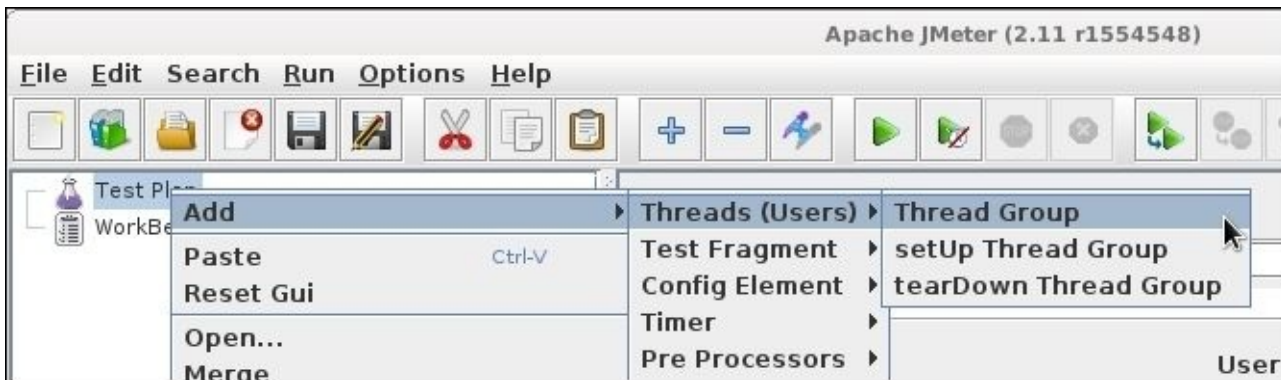 Apache JMeter (2.11 r1554548)
File Edit Search Run Options Help
Test Pl
WorkBe
Add
Paste Ctrl-V
Reset Gui
Open...
Merge
Threads (Users)
Test Fragment
Config Element
Timer
Pre Processors
Thread Group
setUp Thread Group
tearDown Thread Group
User